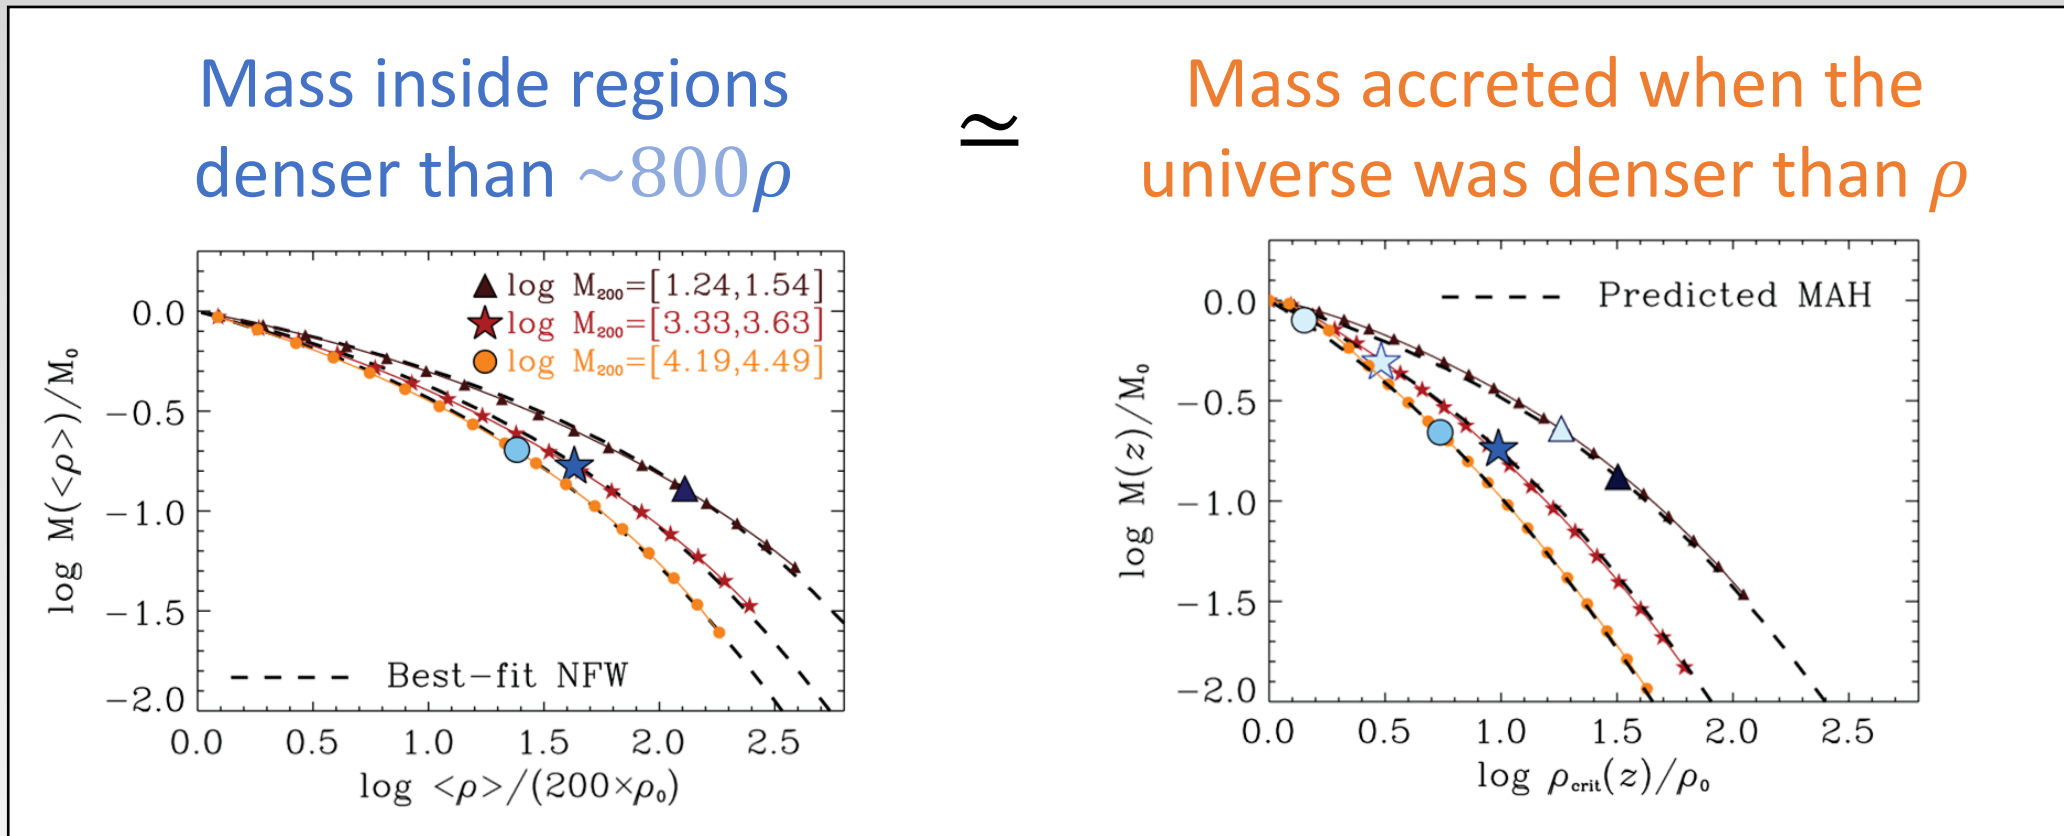 Mass inside regions
denser than ~800ρ
≃
Mass accreted when the
universe was denser than ρ
log M(<ρ>)/M₀
0.0
−0.5
−1.0
−1.5
−2.0
▲ log M₂₀₀=[1.24,1.54]
★ log M₂₀₀=[3.33,3.63]
● log M₂₀₀=[4.19,4.49]
Best−fit NFW
0.0 0.5 1.0 1.5 2.0 2.5
log <ρ>/(200×ρ₀)
log M(z)/M₀
0.0
−0.5
−1.0
−1.5
−2.0
Predicted MAH
0.0 0.5 1.0 1.5 2.0 2.5
log ρcrit(z)/ρ₀